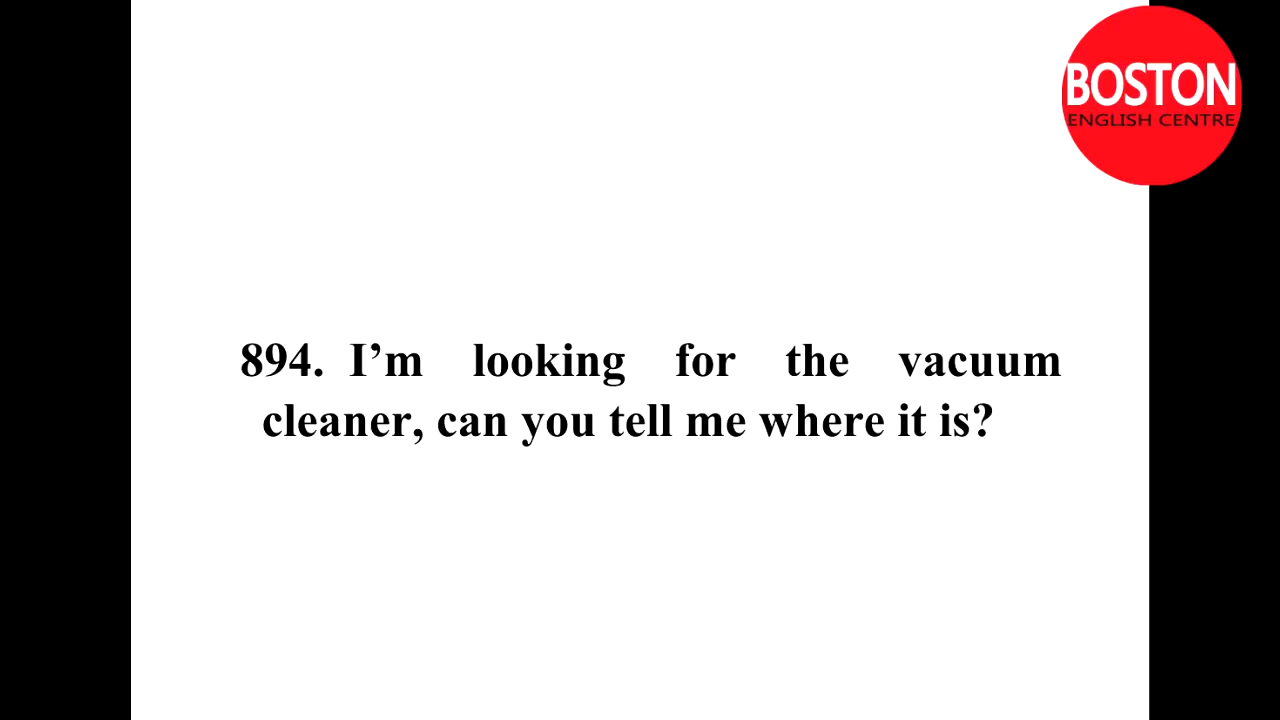 BOSTON
ENGLISH CENTRE
894. I’m looking for the vacuum
cleaner, can you tell me where it is?